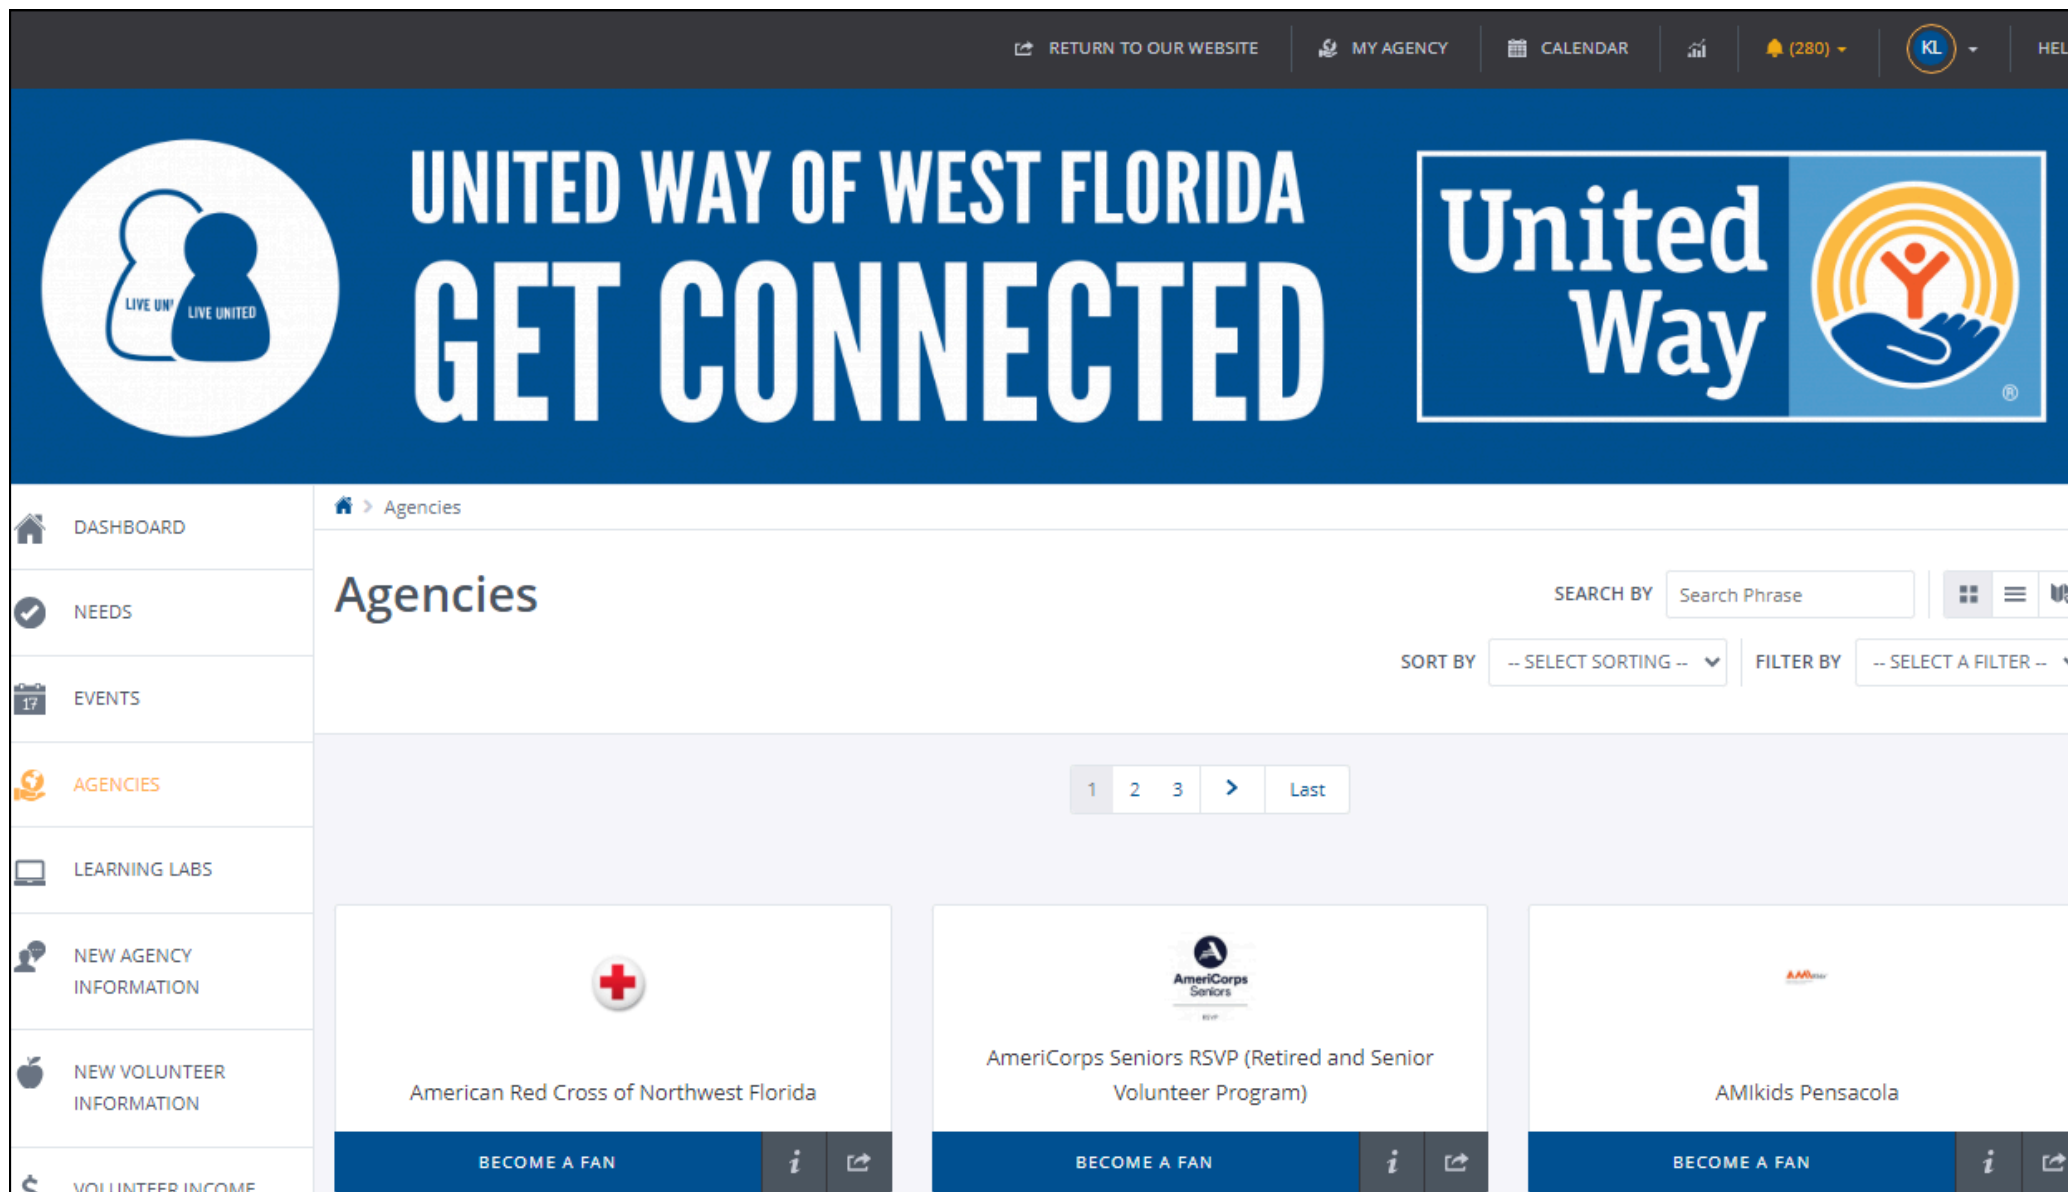 RETURN TO OUR WEBSITE
MY AGENCY
CALENDAR
(280)
KL
HEL
UNITED WAY OF WEST FLORIDA
GET CONNECTED
LIVE UNI
LIVE UNITED
United
Way
®
DASHBOARD
NEEDS
17
EVENTS
AGENCIES
LEARNING LABS
NEW AGENCY
INFORMATION
NEW VOLUNTEER
INFORMATION
VOLUNTEER INCOME
> Agencies
Agencies
SEARCH BY
Search Phrase
SORT BY
-- SELECT SORTING --
FILTER BY
-- SELECT A FILTER --
1 2 3 > Last
American Red Cross of Northwest Florida
BECOME A FAN
i
AmeriCorps
Seniors
RSVP
AmeriCorps Seniors RSVP (Retired and Senior
Volunteer Program)
BECOME A FAN
i
AMIkids Pensacola
BECOME A FAN
i